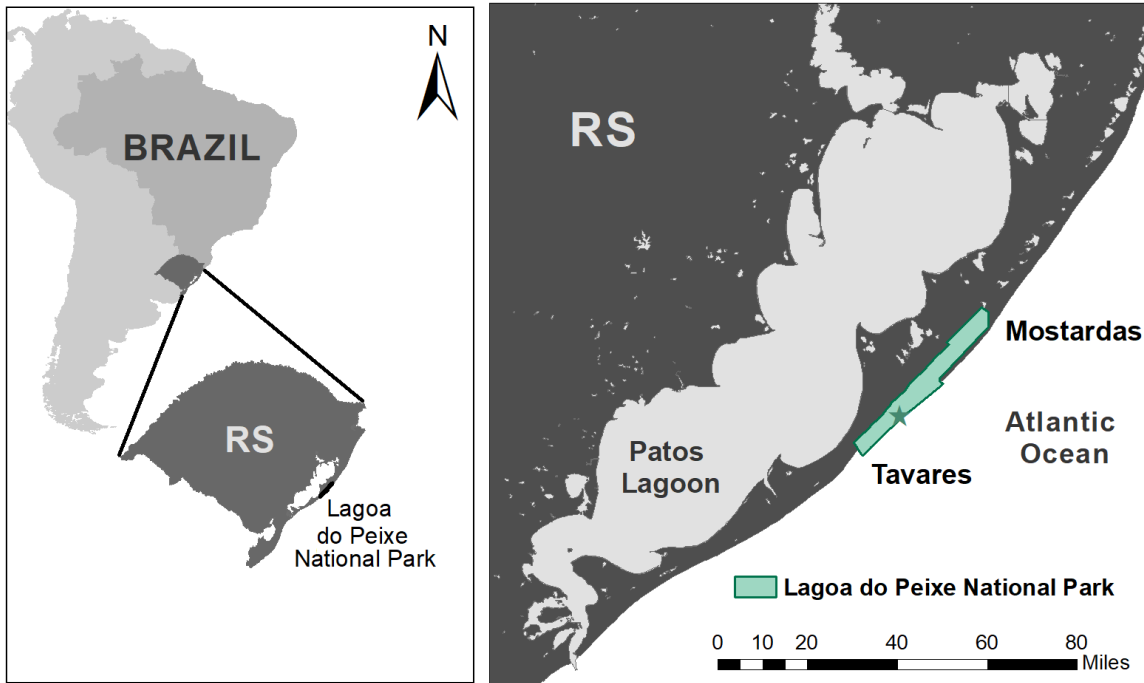 N
BRAZIL
RS
Lagoa
do Peixe
National Park
RS
Mostardas
Atlantic
Ocean
Patos
Lagoon
Tavares
Lagoa do Peixe National Park
0 5 10 20 40 60 80
Miles